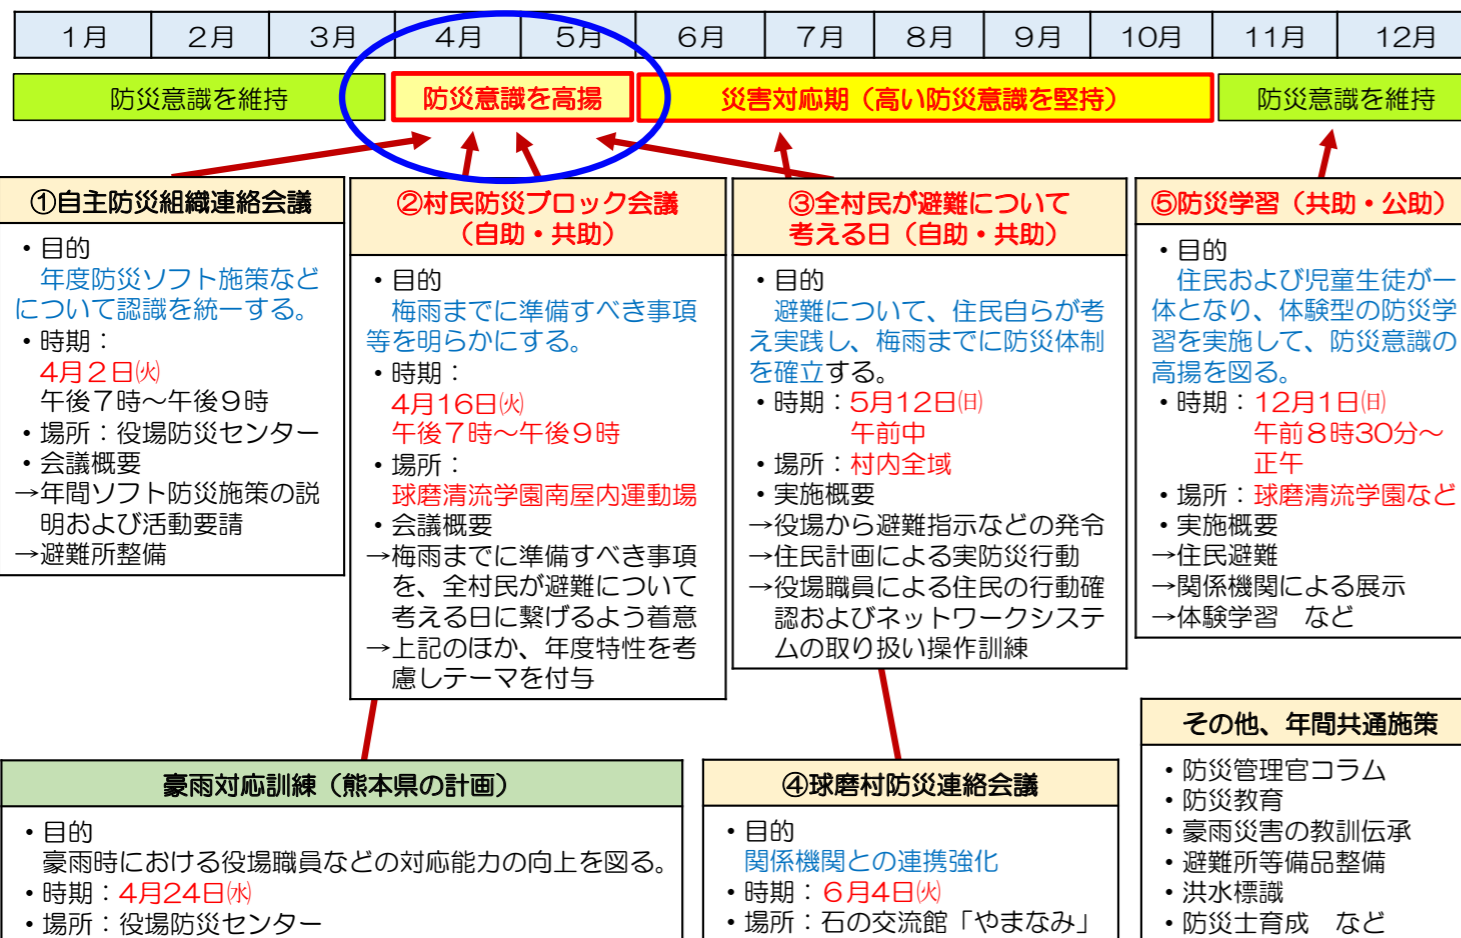 1月 2月 3月 4月 5月 6月 7月 8月 9月 10月 11月 12月
防災意識を維持 防災意識を高揚 災害対応期（高い防災意識を堅持） 防災意識を維持
①自主防災組織連絡会議
・目的
年度防災ソフト施策など
について認識を統一する。
・時期：
4月2日㈫
午後7時～午後9時
・場所：役場防災センター
・会議概要
→年間ソフト防災施策の説
明および活動要請
→避難所整備
②村民防災ブロック会議
（自助・共助）
・目的
梅雨までに準備すべき事項
等を明らかにする。
・時期：
4月16日㈫
午後7時～午後9時
・場所：
球磨清流学園南屋内運動場
・会議概要
→梅雨までに準備すべき事項
を、全村民が避難について
考える日に繋げるよう着意
→上記のほか、年度特性を考
慮しテーマを付与
③全村民が避難について
考える日（自助・共助）
・目的
避難について、住民自らが考
え実践し、梅雨までに防災体制
を確立する。
・時期：5月12日㈰
午前中
・場所：村内全域
・実施概要
→役場から避難指示などの発令
→住民計画による実防災行動
→役場職員による住民の行動確
認およびネットワークシステ
ムの取り扱い操作訓練
⑤防災学習（共助・公助）
・目的
住民および児童生徒が一
体となり、体験型の防災学
習を実施して、防災意識の
高揚を図る。
・時期：12月1日㈰
午前8時30分～
正午
・場所：球磨清流学園など
・実施概要
→住民避難
→関係機関による展示
→体験学習　など
豪雨対応訓練（熊本県の計画）
・目的
豪雨時における役場職員などの対応能力の向上を図る。
・時期：4月24日㈬
・場所：役場防災センター
④球磨村防災連絡会議
・目的
関係機関との連携強化
・時期：6月4日㈫
・場所：石の交流館「やまなみ」
その他、年間共通施策
・防災管理官コラム
・防災教育
・豪雨災害の教訓伝承
・避難所等備品整備
・洪水標識
・防災士育成　など